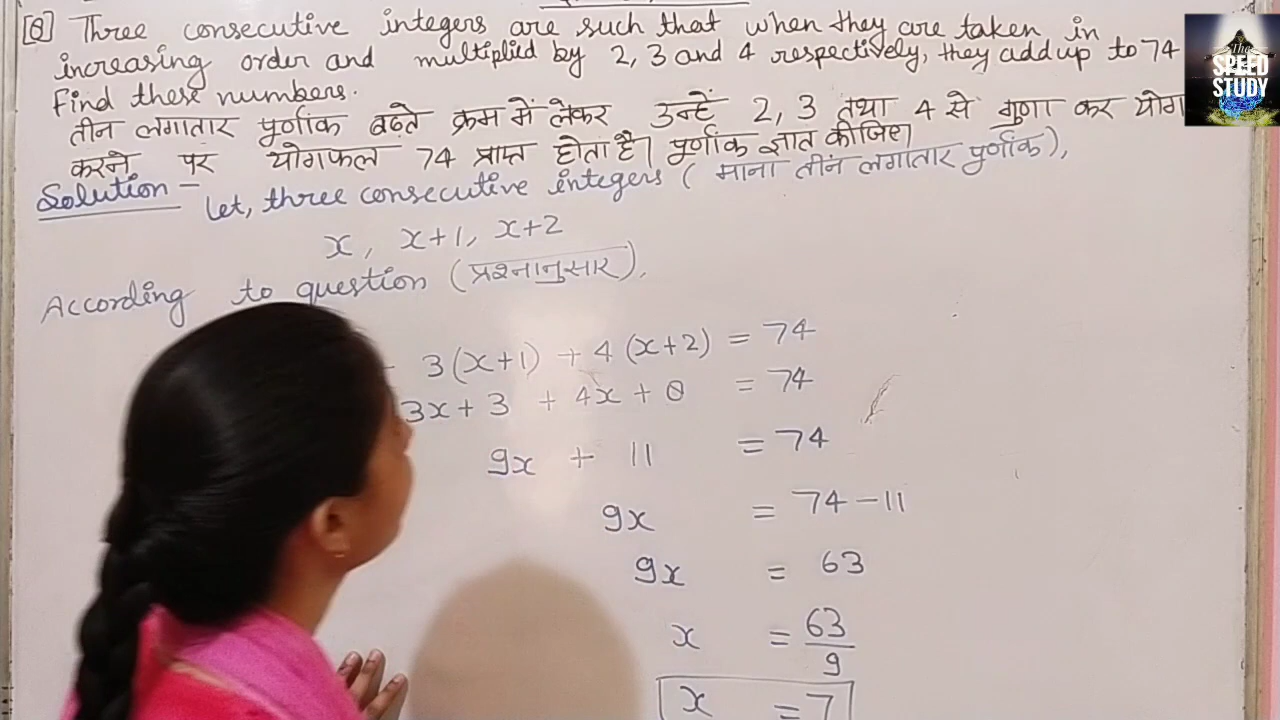 [Q] Three consecutive integers are such that when they are taken in
increasing order and multiplied by 2, 3 and 4 respectively, they add up to 74
Find these numbers.
तीन लगातार पूर्णांक बढ़ते क्रम में लेकर उन्हें 2, 3 तथा 4 से गुणा कर योग
करने पर योगफल 74 प्राप्त होता है। पूर्णांक ज्ञात कीजिए।
Solution - Let, three consecutive integers ( माना तीन लगातार पूर्णांक ),
x, x+1, x+2
According to question (प्रश्नानुसार),
3(x+1) + 4(x+2) = 74
3x + 3 + 4x + 8 = 74
9x + 11 = 74
9x = 74 - 11
9x = 63
x = 63/9
x = 7
The
SPEED
STUDY